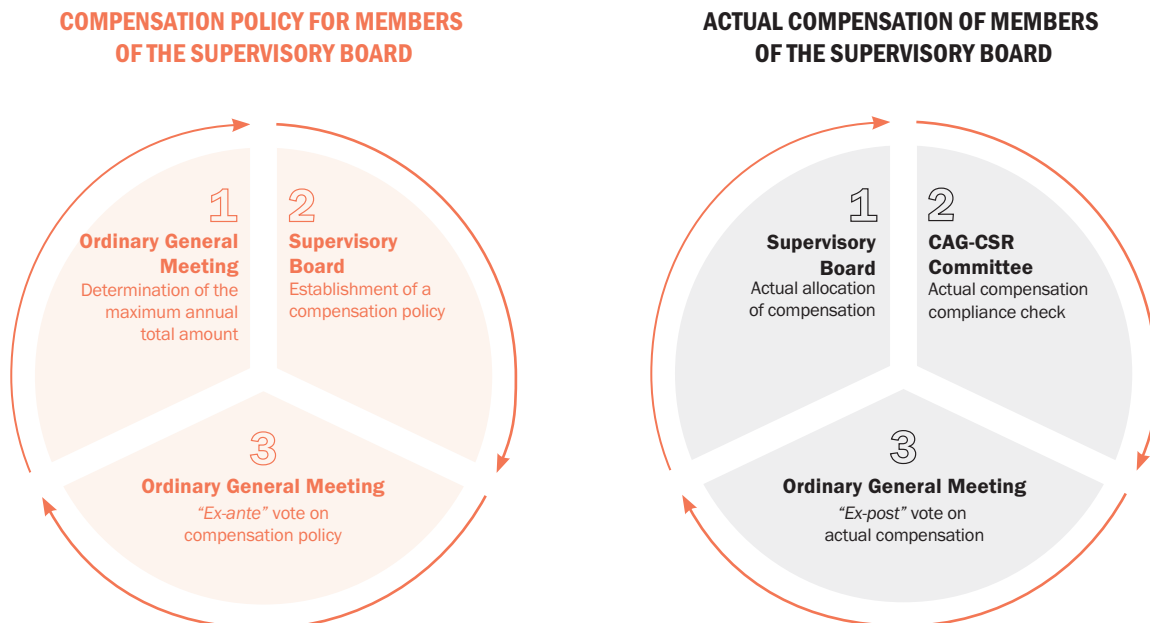 COMPENSATION POLICY FOR MEMBERS
OF THE SUPERVISORY BOARD
1
Ordinary General
Meeting
Determination of the
maximum annual
total amount
2
Supervisory
Board
Establishment of a
compensation policy
3
Ordinary General Meeting
“Ex-ante” vote on
compensation policy
ACTUAL COMPENSATION OF MEMBERS
OF THE SUPERVISORY BOARD
1
Supervisory
Board
Actual allocation
of compensation
2
CAG-CSR
Committee
Actual compensation
compliance check
3
Ordinary General Meeting
“Ex-post” vote on
actual compensation